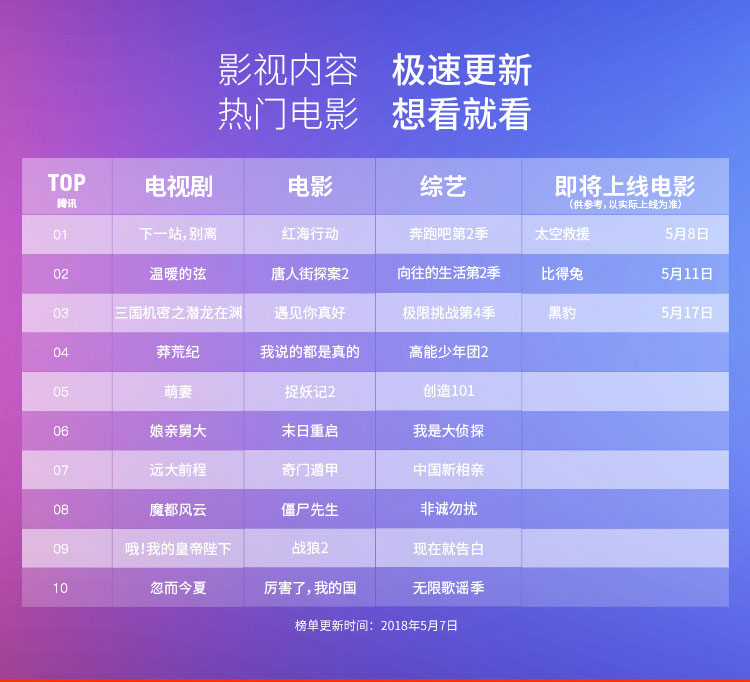 影视内容 极速更新
热门电影 想看就看
TOP 腾讯 电视剧 电影 综艺 即将上线电影
(供参考,以实际上线为准)
01 下一站,别离 红海行动 奔跑吧第2季 太空救援 5月8日
02 温暖的弦 唐人街探案2 向往的生活第2季 比得兔 5月11日
03 三国机密之潜龙在渊 遇见你真好 极限挑战第4季 黑豹 5月17日
04 莽荒纪 我说的都是真的 高能少年团2
05 萌妻 捉妖记2 创造101
06 娘亲舅大 末日重启 我是大侦探
07 远大前程 奇门遁甲 中国新相亲
08 魔都风云 僵尸先生 非诚勿扰
09 哦!我的皇帝陛下 战狼2 现在就告白
10 忽而今夏 厉害了,我的国 无限歌谣季
榜单更新时间：2018年5月7日